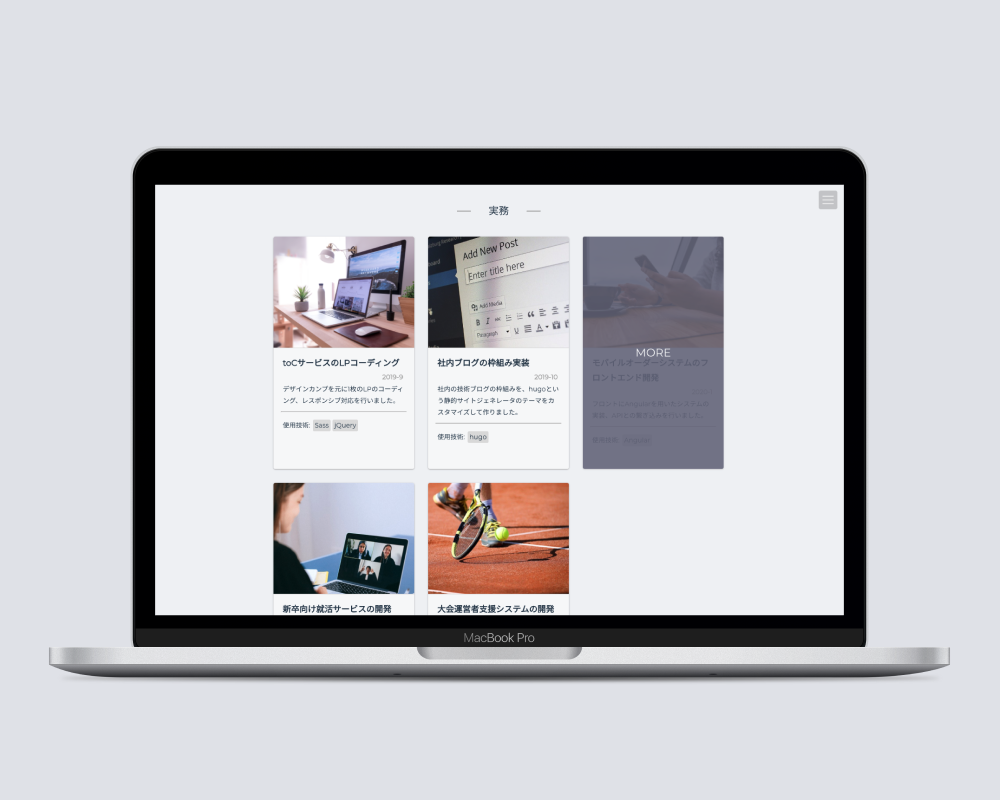 実務
Add New Post
Enter title here
Add Media
B I
Paragraph
toCサービスのLPコーディング
2019-9
デザインカンプを元に1枚のLPのコーディ
ング、レスポンシブ対応を行いました。
使用技術: Sass jQuery
社内ブログの枠組み実装
2019-10
社内の技術ブログの枠組みを、hugoとい
う静的サイトジェネレータのテーマをカ
スタマイズして作りました。
使用技術: hugo
MORE
モバイルオーダーシステムのフ
ロントエンド開発
新卒向け就活サービスの開発
大会運営者支援システムの開発
MacBook Pro